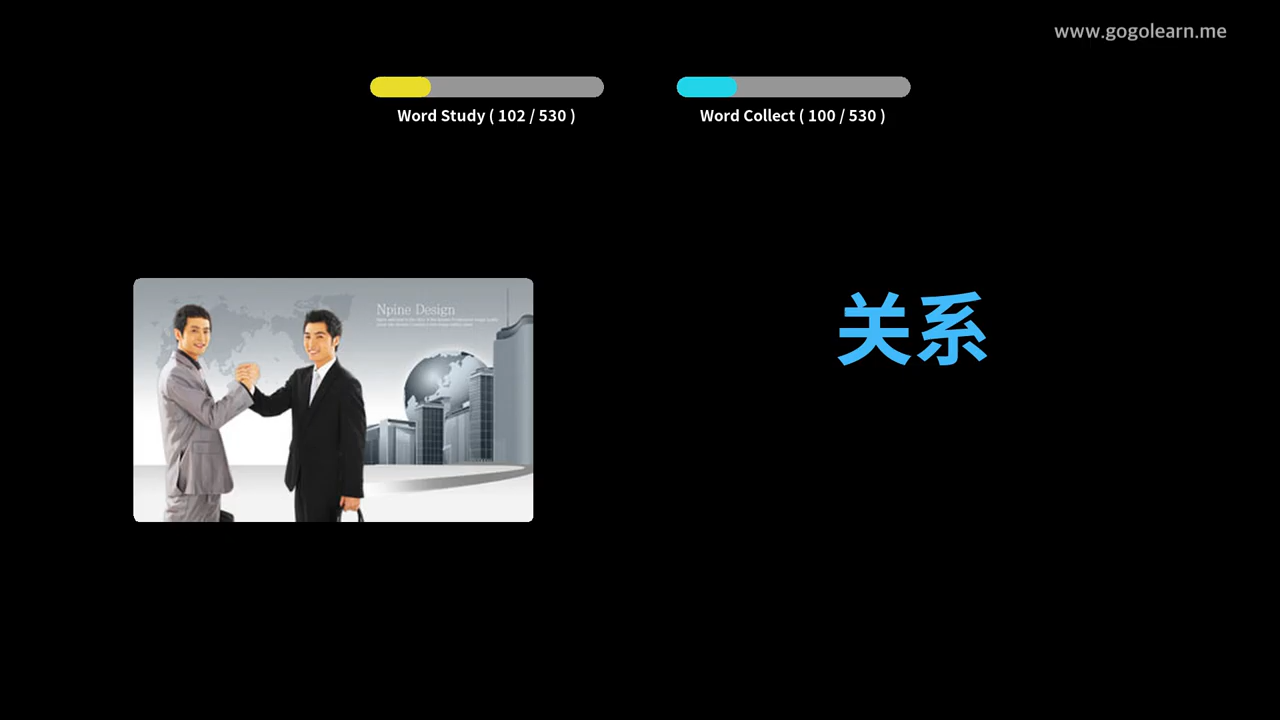 www.gogolearn.me
Word Study ( 102 / 530 )
Word Collect ( 100 / 530 )
Npine Design
关系